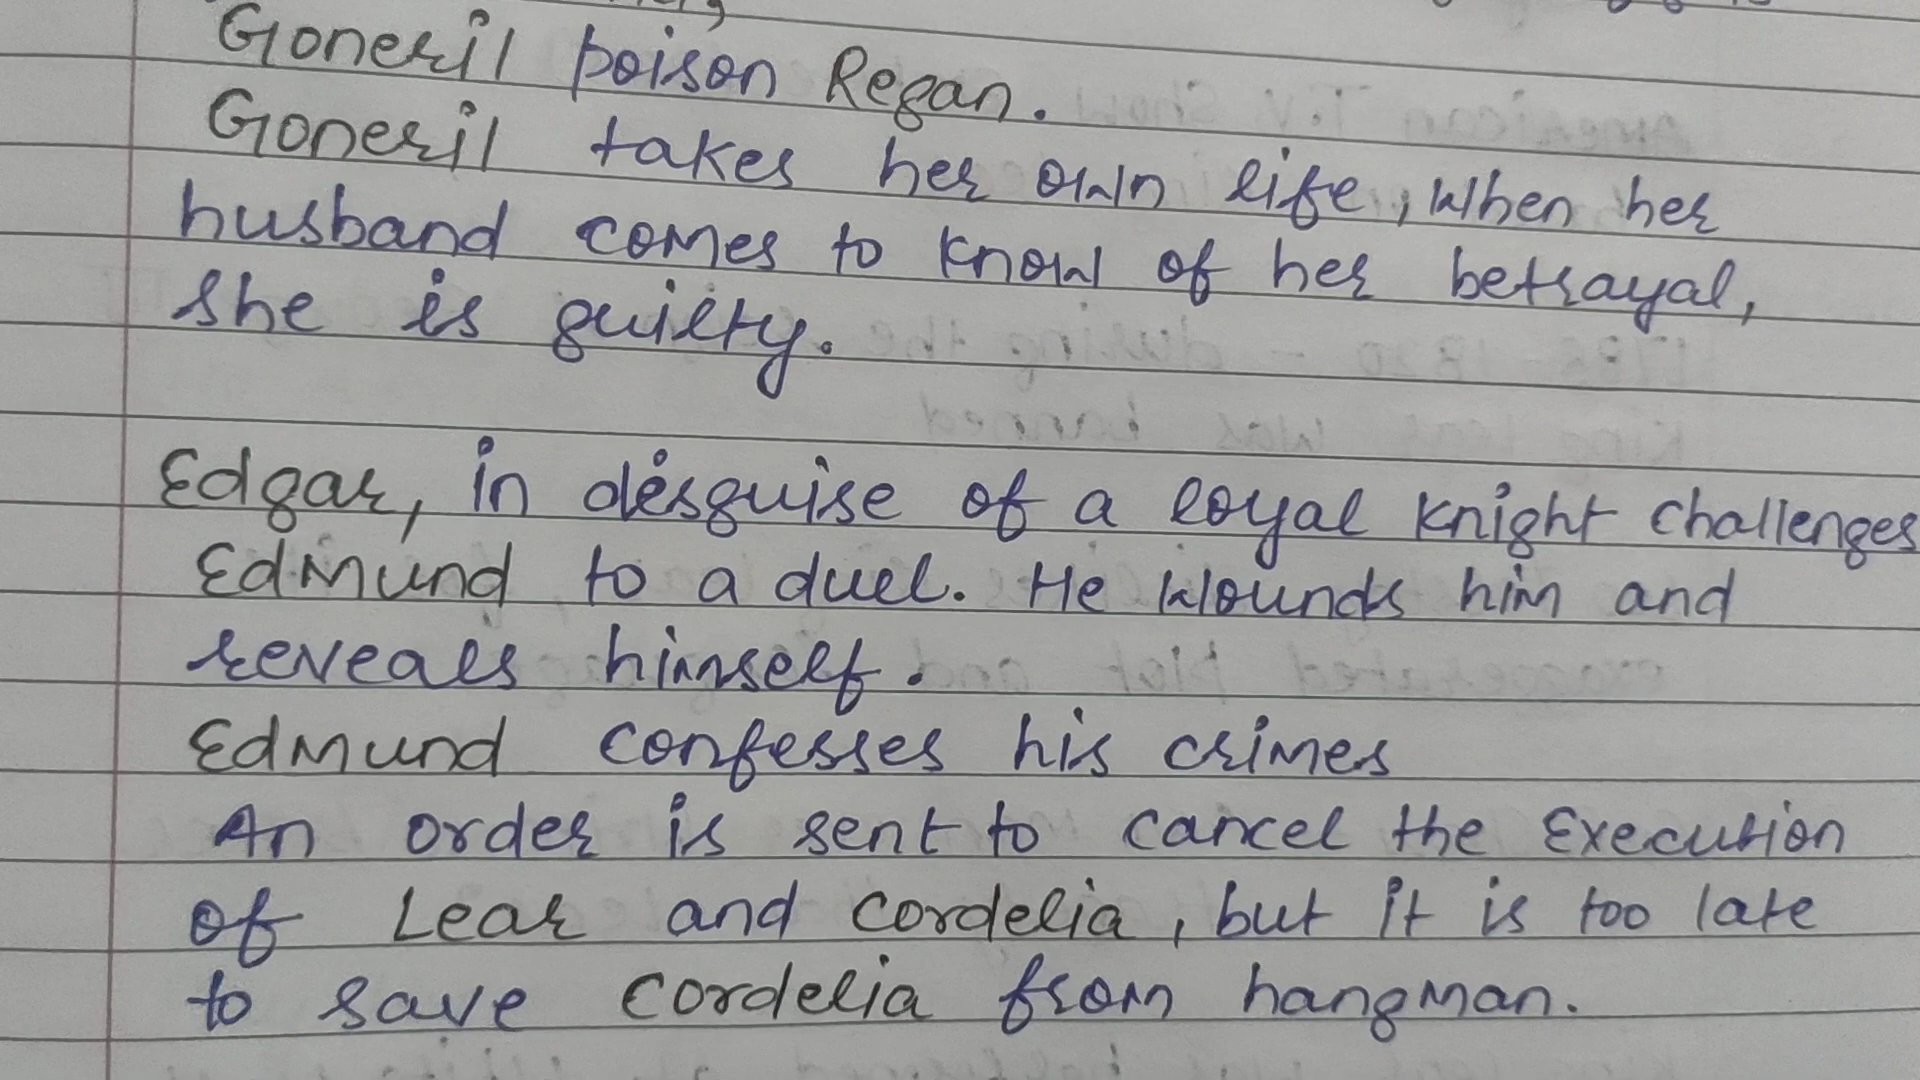 Goneril poison Regan.
Goneril takes her own life, when her
husband comes to know of her betrayal,
she is guilty.
Edgar, in disguise of a loyal knight challenges
Edmund to a duel. He wounds him and
reveals himself.
Edmund confesses his crimes
An order is sent to cancel the Execution
of Lear and Cordelia, but it is too late
to save Cordelia from hangman.